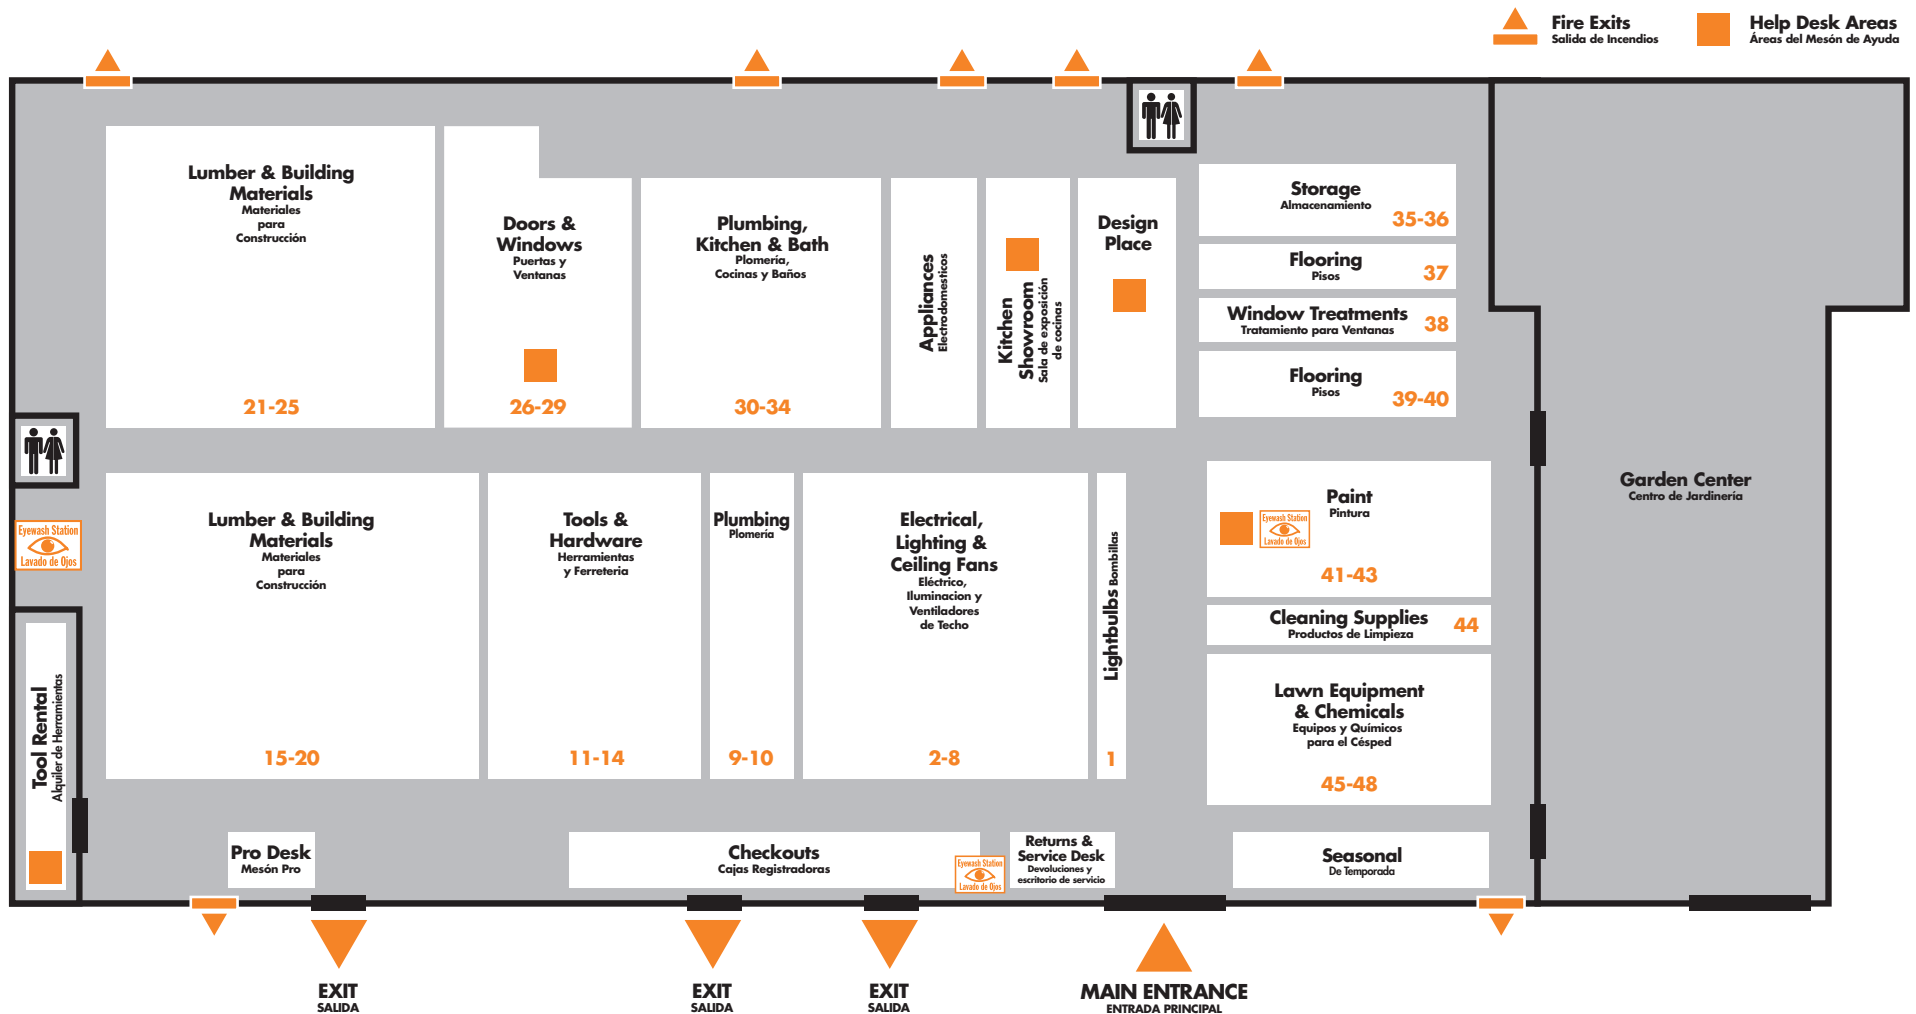 Fire Exits
Salida de Incendios
Help Desk Areas
Áreas del Mesón de Ayuda
Lumber & Building
Materials
Materiales
para
Construcción
21-25
Doors &
Windows
Puertas y
Ventanas
26-29
Plumbing,
Kitchen & Bath
Plomería,
Cocinas y Baños
30-34
Appliances
Electrodomesticos
Kitchen
Showroom
Sala de exposición
de cocinas
Design
Place
Storage
Almacenamiento
35-36
Flooring
Pisos
37
Window Treatments
Tratamiento para Ventanas
38
Flooring
Pisos
39-40
Garden Center
Centro de Jardinería
Eyewash Station
Lavado de Ojos
Lumber & Building
Materials
Materiales
para
Construcción
15-20
Tools &
Hardware
Herramientas
y Ferreteria
11-14
Plumbing
Plomería
9-10
Electrical,
Lighting &
Ceiling Fans
Eléctrico,
Iluminacion y
Ventiladores
de Techo
2-8
Lightbulbs Bombillas
1
Paint
Pintura
Eyewash Station
Lavado de Ojos
41-43
Cleaning Supplies
Productos de Limpieza
44
Lawn Equipment
& Chemicals
Equipos y Químicos
para el Césped
45-48
Tool Rental
Alquiler de Herramientas
Pro Desk
Mesón Pro
Checkouts
Cajas Registradoras
Eyewash Station
Lavado de Ojos
Returns &
Service Desk
Devoluciones y
escritorio de servicio
Seasonal
De Temporada
EXIT
SALIDA
EXIT
SALIDA
EXIT
SALIDA
MAIN ENTRANCE
ENTRADA PRINCIPAL